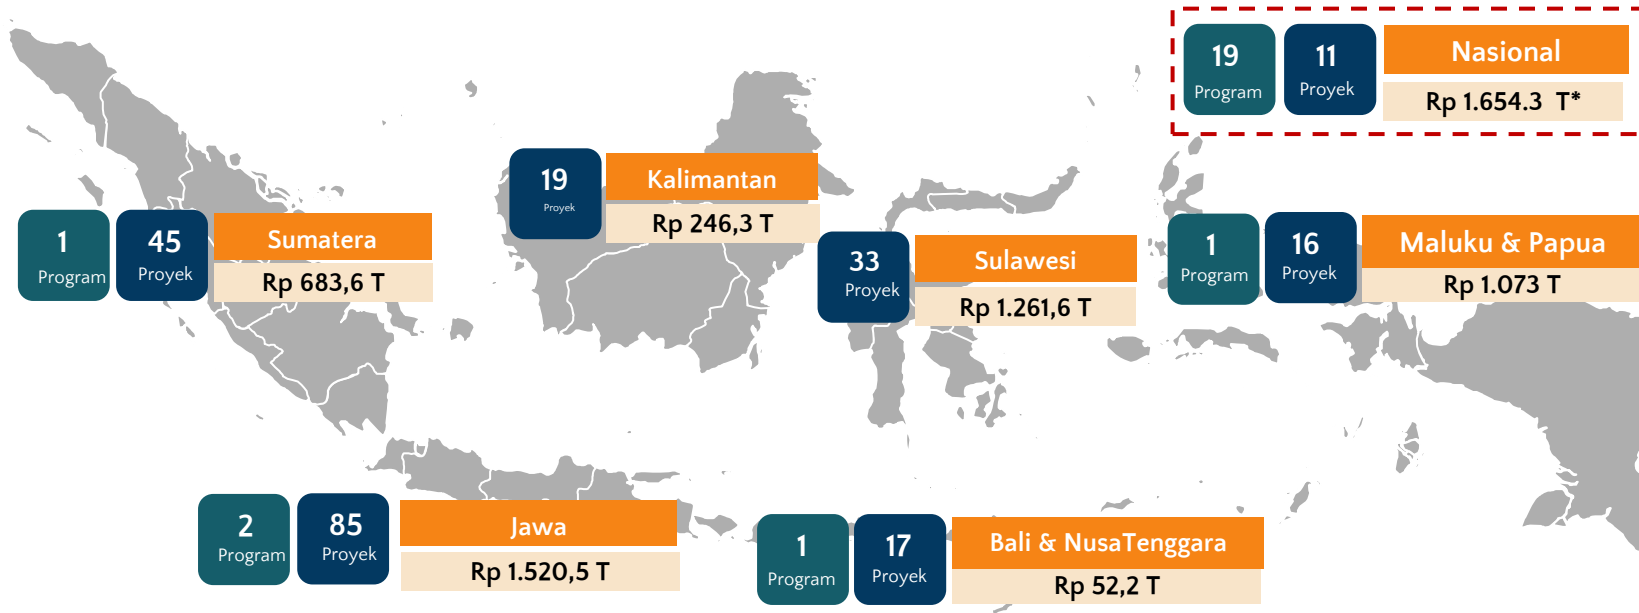 19
Program
11
Proyek
Nasional
Rp 1.654.3 T*
19
Proyek
Kalimantan
Rp 246,3 T
1
Program
45
Proyek
Sumatera
Rp 683,6 T
33
Proyek
Sulawesi
Rp 1.261,6 T
1
Program
16
Proyek
Maluku & Papua
Rp 1.073 T
2
Program
85
Proyek
Jawa
Rp 1.520,5 T
1
Program
17
Proyek
Bali & NusaTenggara
Rp 52,2 T